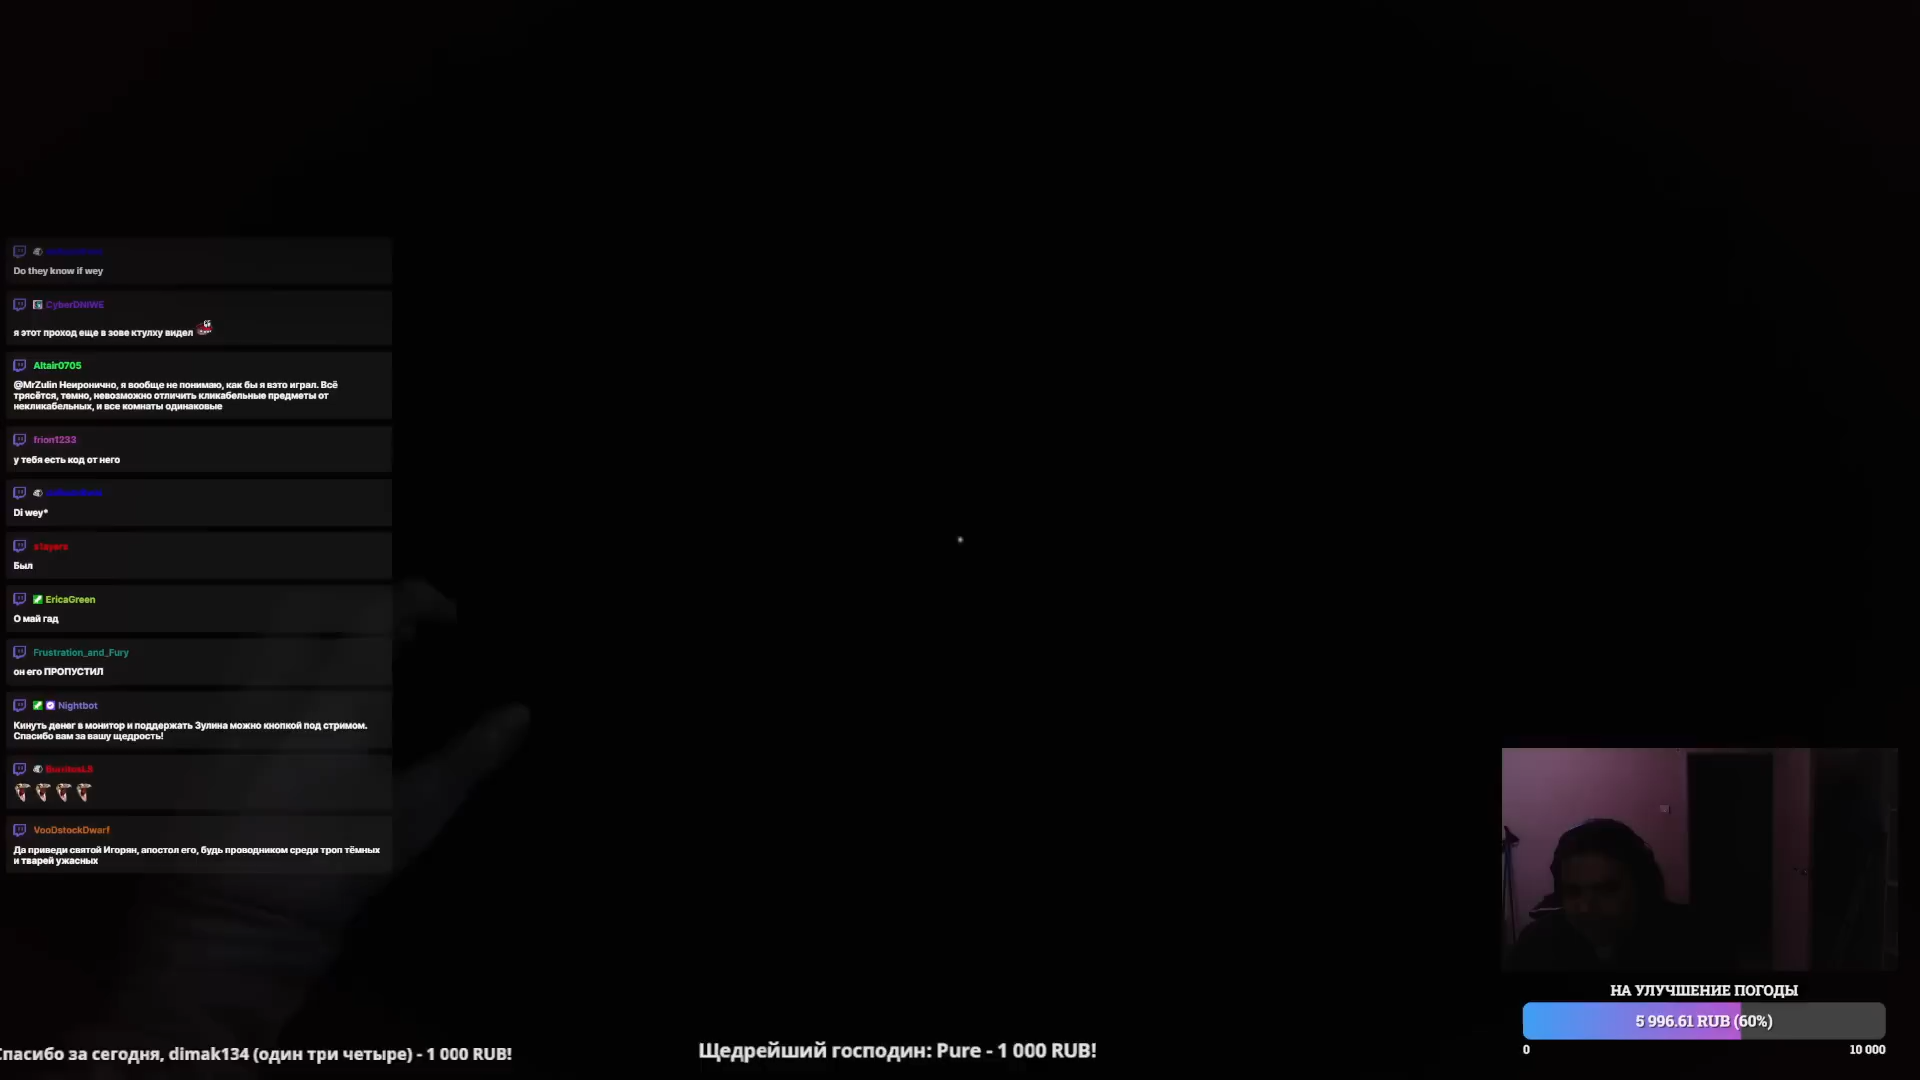 Do they know if wey
CyberDNIWE
я этот проход еще в зове ктулху видел
Altair0705
@MrZulin Неиронично, я вообще не понимаю, как бы я вэто играл. Всё
трясётся, темно, невозможно отличить кликабельные предметы от
некликабельных, и все комнаты одинаковые
frion1233
у тебя есть код от него
Di wey*
s1ayers
Был
EricaGreen
О май гад
Frustration_and_Fury
он его ПРОПУСТИЛ
Nightbot
Кинуть денег в монитор и поддержать Зулина можно кнопкой под стримом.
Спасибо вам за вашу щедрость!
VooDstockDwarf
Да приведи святой Игорян, апостол его, будь проводником среди троп тёмных
и тварей ужасных
НА УЛУЧШЕНИЕ ПОГОДЫ
5 996.61 RUB (60%)
0
10 000
Спасибо за сегодня, dimak134 (один три четыре) - 1 000 RUB!
Щедрейший господин: Pure - 1 000 RUB!